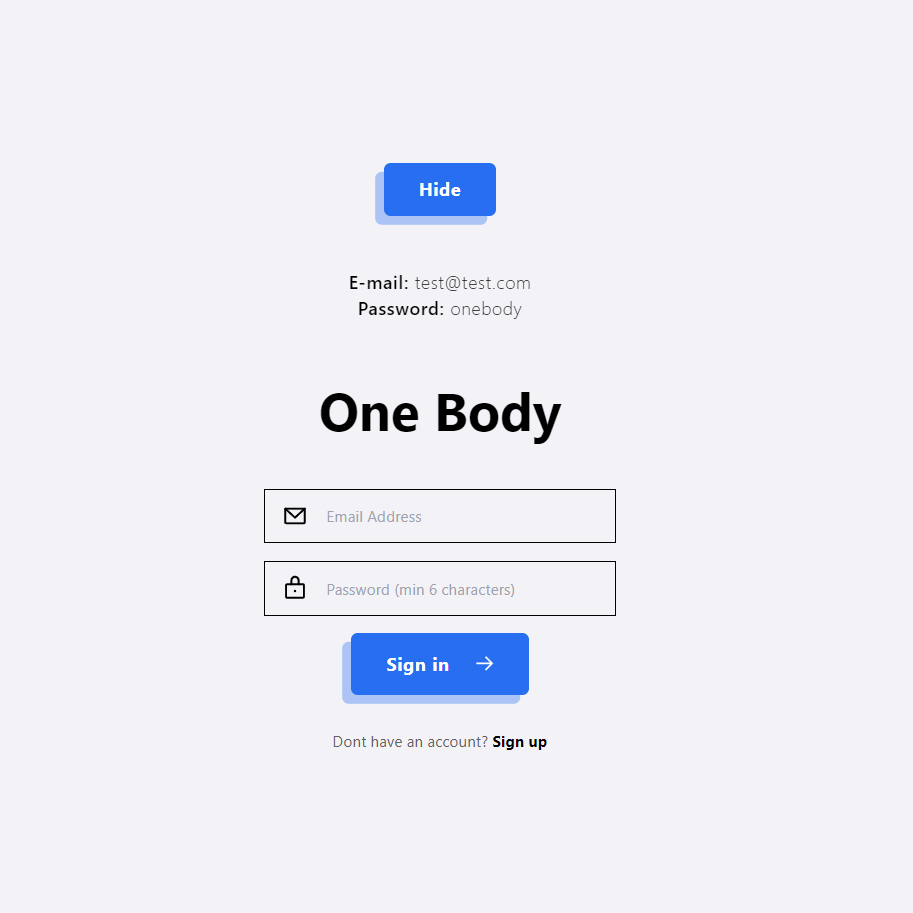 Hide
E-mail: test@test.com
Password: onebody
One Body
Email Address
Password (min 6 characters)
Sign in
Dont have an account? Sign up